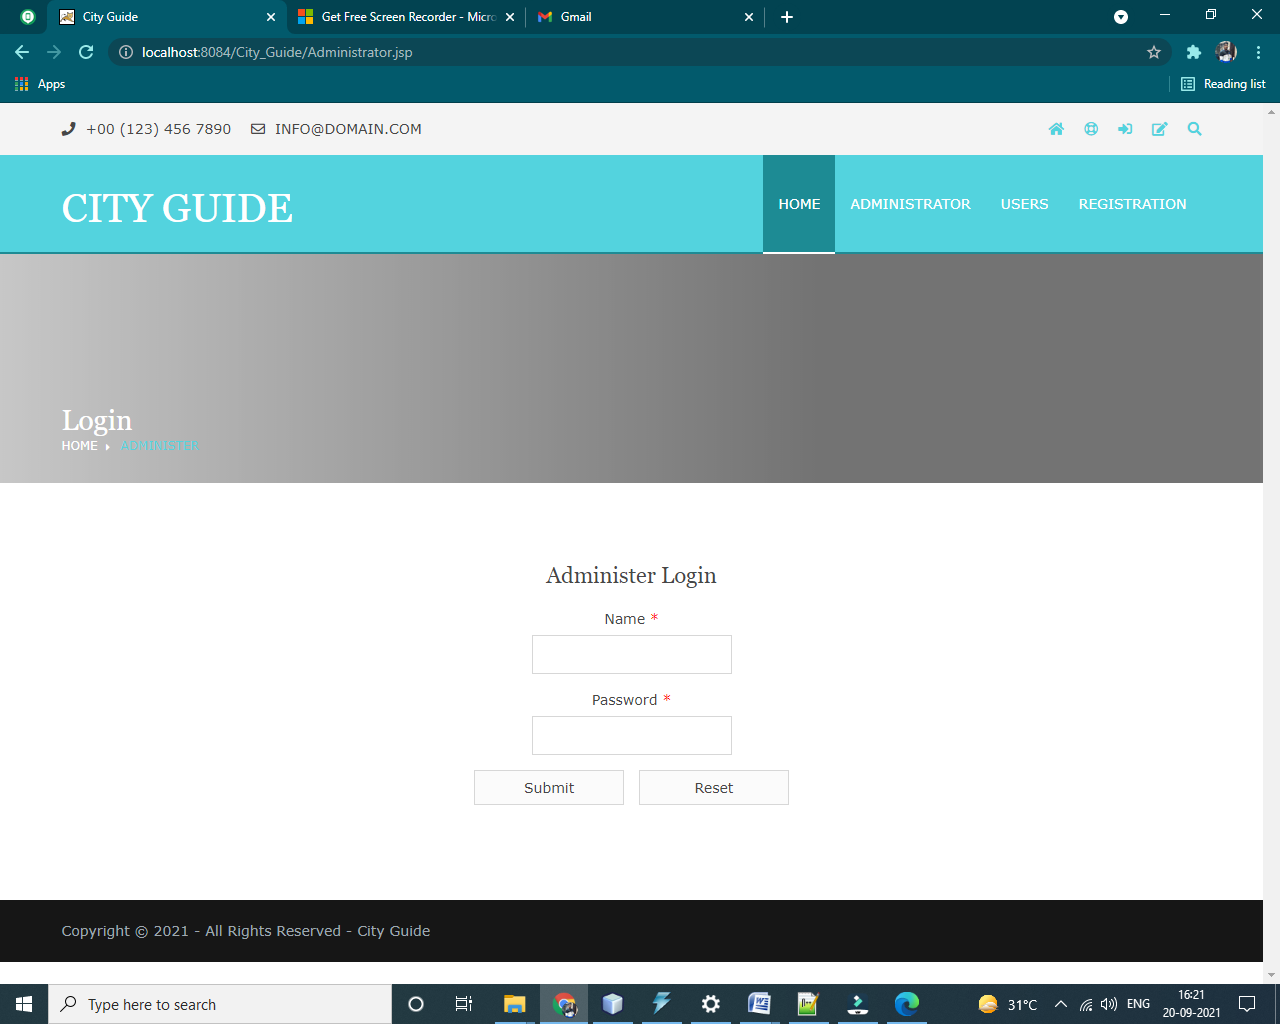 City Guide
Get Free Screen Recorder - Micro
Gmail
localhost:8084/City_Guide/Administrator.jsp
Apps
Reading list
+00 (123) 456 7890
INFO@DOMAIN.COM
CITY GUIDE
HOME
ADMINISTRATOR
USERS
REGISTRATION
Login
HOME
ADMINISTER
Administer Login
Name *
Password *
Submit
Reset
Copyright © 2021 - All Rights Reserved - City Guide
Type here to search
31°C
ENG
16:21
20-09-2021